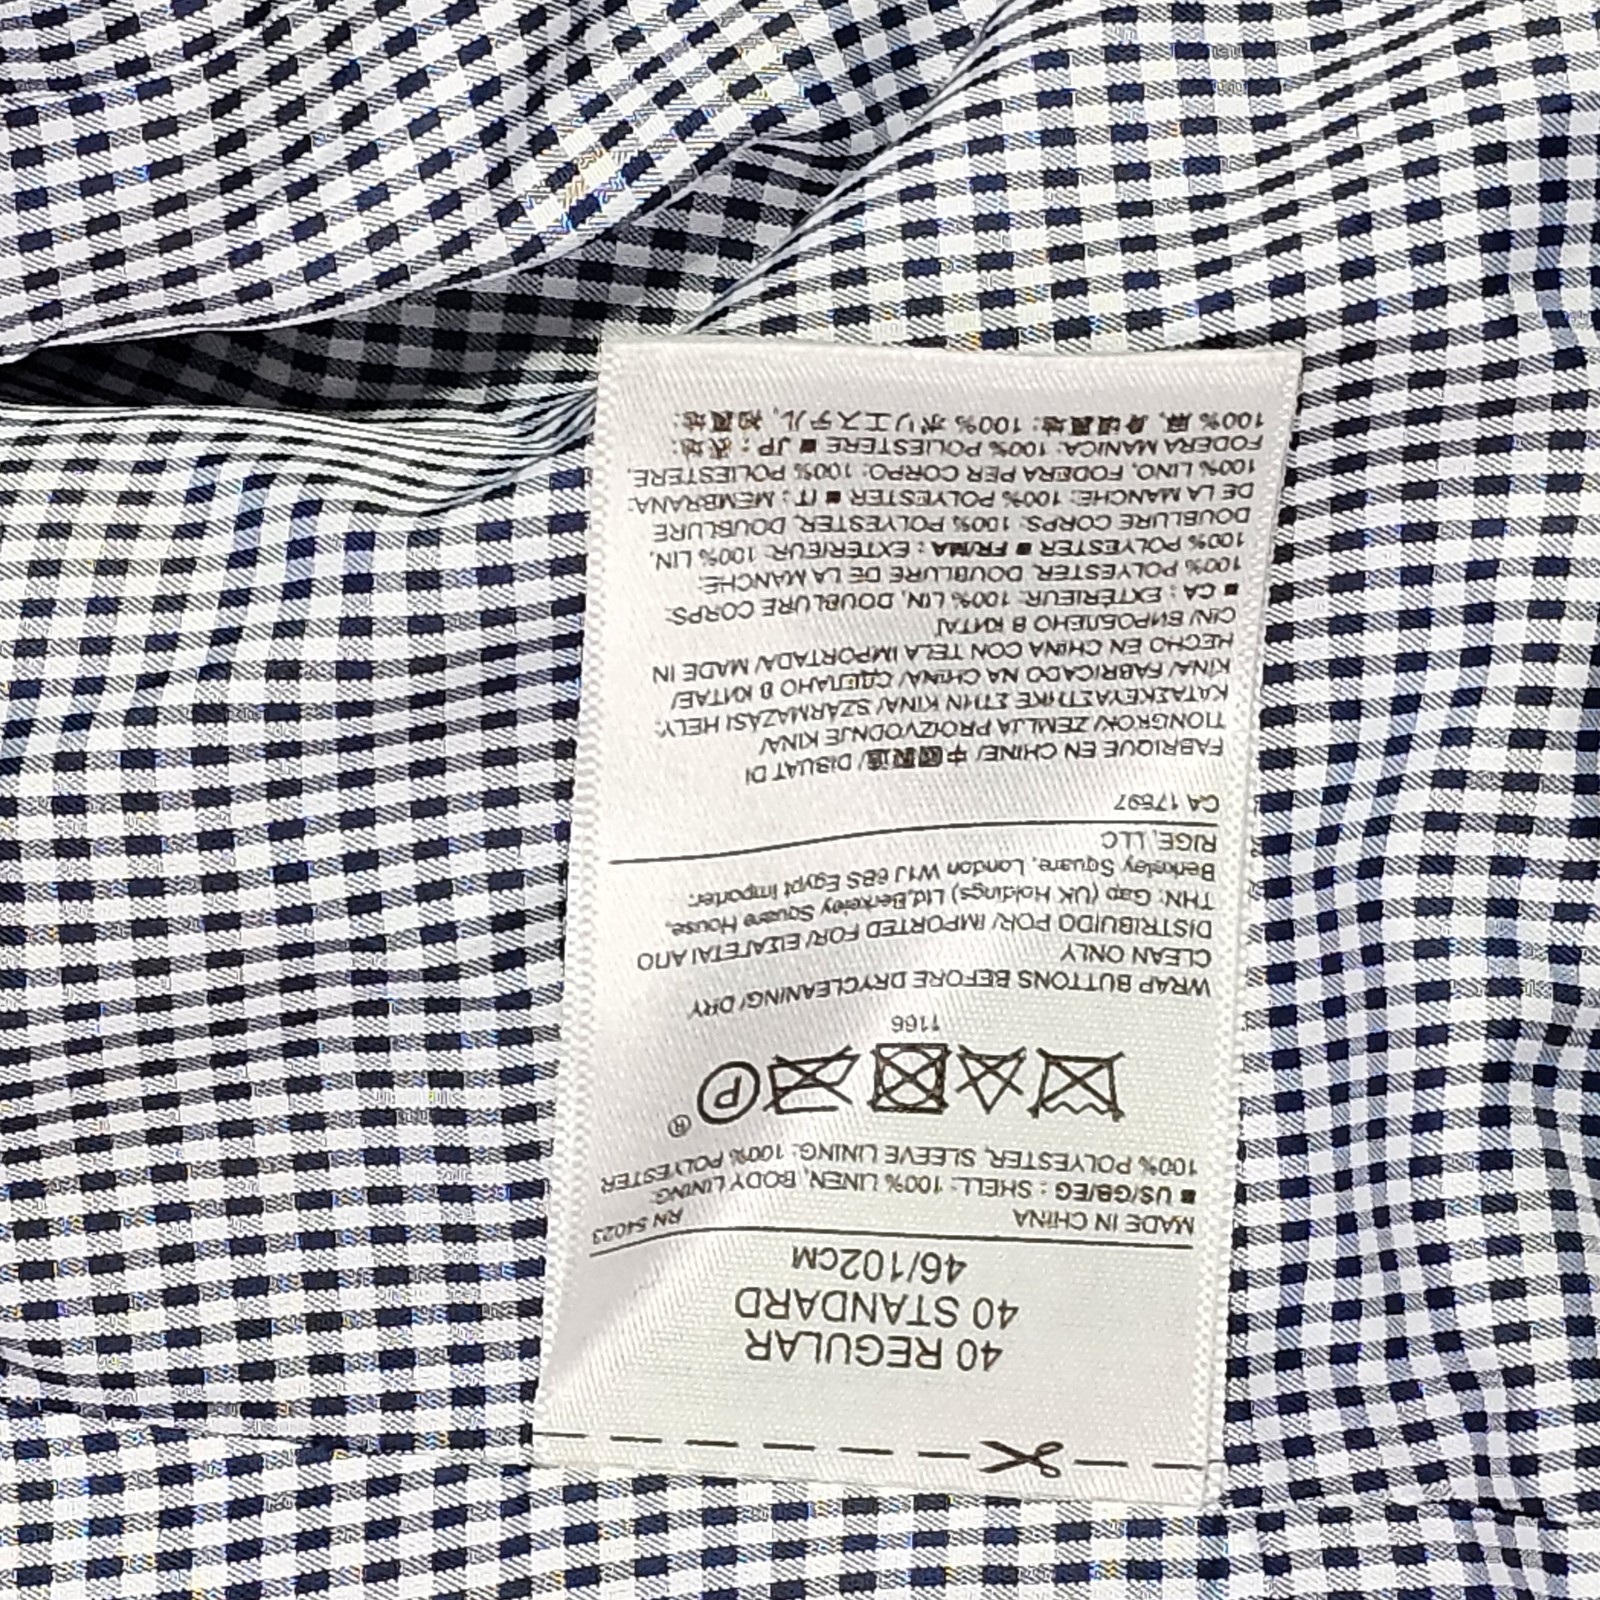 40 REGULAR
40 STANDARD
46/102CM
MADE IN CHINA RN 54023
■ US/GB/EG : SHELL: 100% LINEN, BODY LINING:
100% POLYESTER, SLEEVE LINING: 100% POLYESTER
®
P
1166
WRAP BUTTONS BEFORE DRYCLEANING/ DRY
CLEAN ONLY
DISTRIBUIDO POR/ IMPORTED FOR/ ΕΙΣΑΓΕΤΑΙ ΑΠΟ
THN: Gap (UK Holdings) Ltd,Berkeley Square House,
Berkeley Square, London W1J 6BS Egypt Importer:
RIGE, LLC
CA 17597
FABRIQUE EN CHINE/ 中國製造/ DIBUAT DI
TIONGKOK/ ZEMLJA PROIZVODNJE KINA/
ΚΑΤΑΣΚΕΥΑΣΤΗΚΕ ΣΤΗΝ ΚΙΝΑ/ SZÁRMAZÁSI HELY:
KÍNA/ FABRICADO NA CHINA/ СДЕЛАНО В КИТАЕ/
HECHO EN CHINA CON TELA IMPORTADA/ MADE IN
CIN/ ВИРОБЛЕНО В КИТАЇ
■ CA : EXTÉRIEUR: 100% LIN, DOUBLURE CORPS:
100% POLYESTER, DOUBLURE DE LA MANCHE:
100% POLYESTER ■ FR/MA : EXTÉRIEUR: 100% LIN,
DOUBLURE CORPS: 100% POLYESTER, DOUBLURE
DE LA MANCHE: 100% POLYESTER ■ IT : MEMBRANA:
100% LINO, FODERA PER CORPO: 100% POLIESTERE,
FODERA MANICA: 100% POLIESTERE ■ JP : 表地:
100% 麻, 身頃裏地: 100% ポリエステル, 袖裏地: